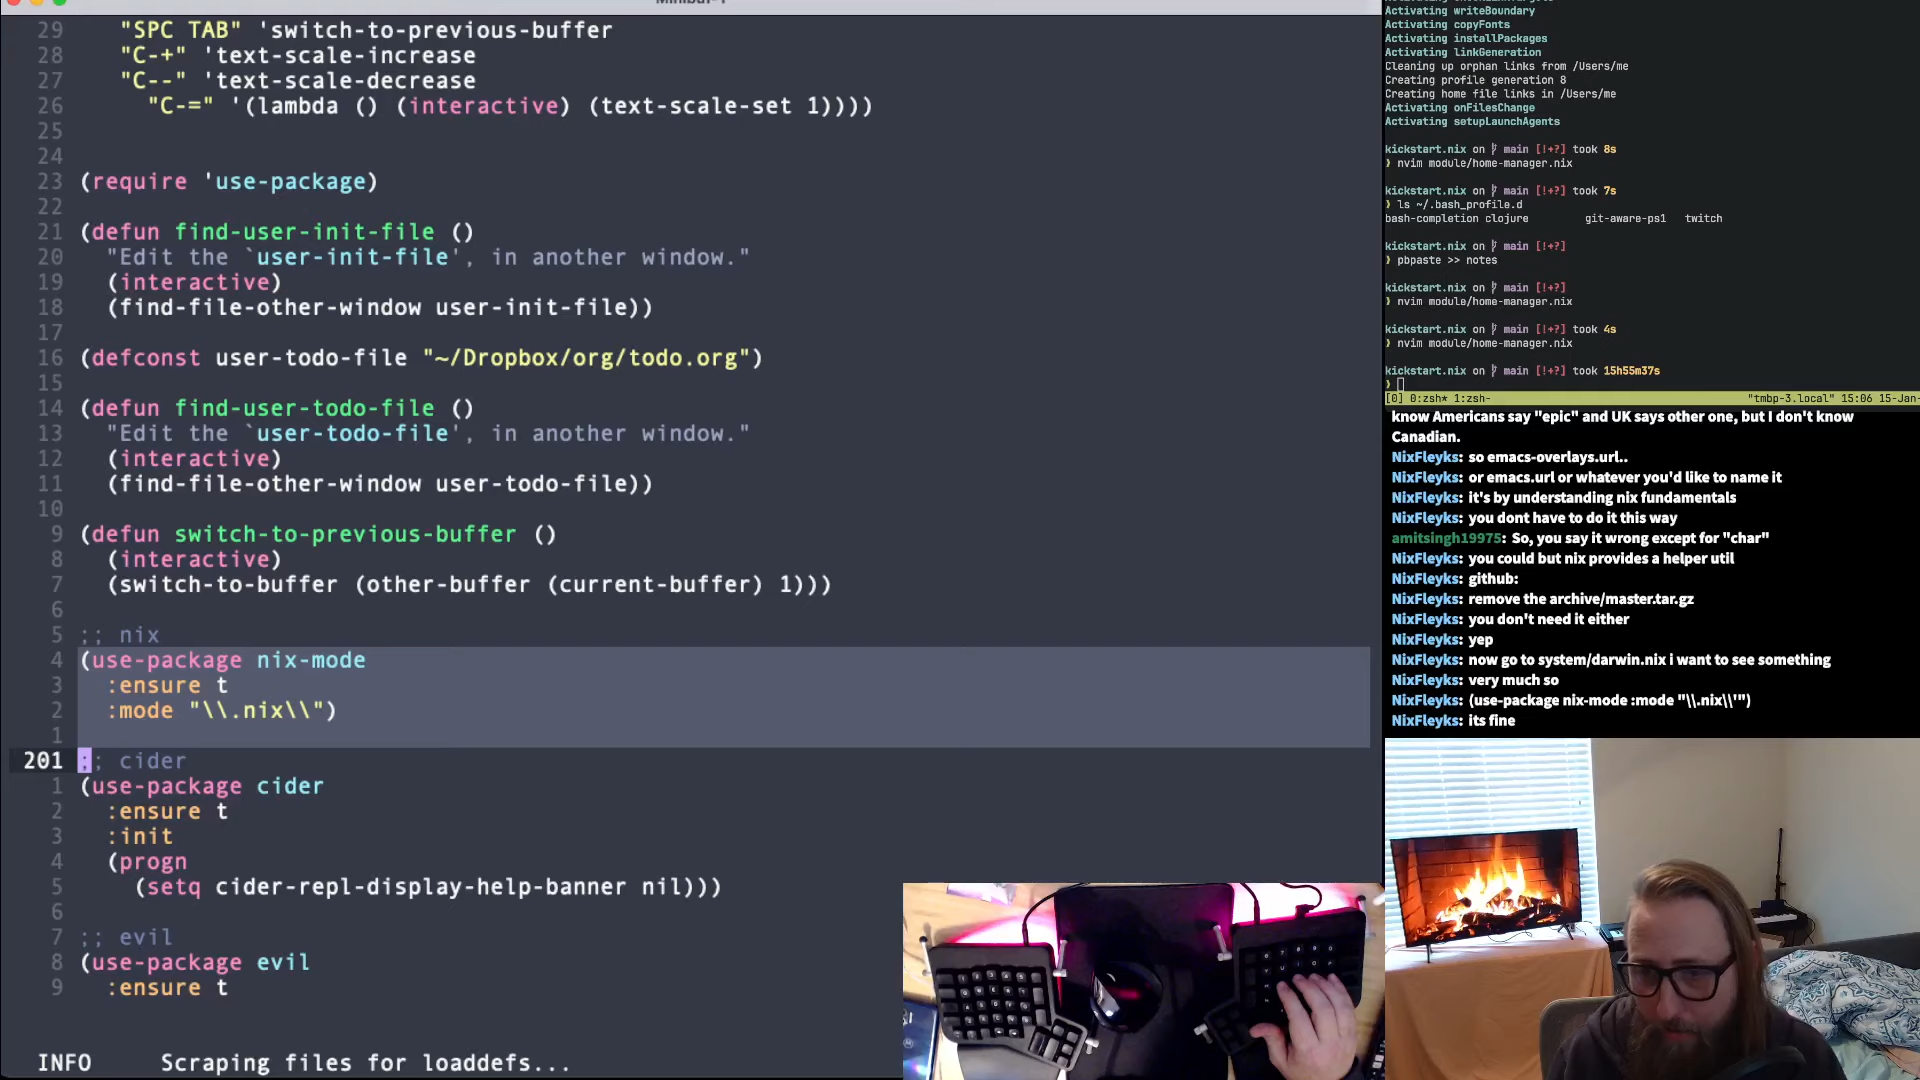 29 "SPC TAB" 'switch-to-previous-buffer
28 "C-+" 'text-scale-increase
27 "C--" 'text-scale-decrease
26 "C-=" '(lambda () (interactive) (text-scale-set 1))))
25
24
23 (require 'use-package)
22
21 (defun find-user-init-file ()
20 "Edit the `user-init-file', in another window."
19 (interactive)
18 (find-file-other-window user-init-file))
17
16 (defconst user-todo-file "~/Dropbox/org/todo.org")
15
14 (defun find-user-todo-file ()
13 "Edit the `user-todo-file', in another window."
12 (interactive)
11 (find-file-other-window user-todo-file))
10
9 (defun switch-to-previous-buffer ()
8 (interactive)
7 (switch-to-buffer (other-buffer (current-buffer) 1)))
6
5 ;; nix
4 (use-package nix-mode
3 :ensure t
2 :mode "\\.nix\\")
1
201 ;; cider
1 (use-package cider
2 :ensure t
3 :init
4 (progn
5 (setq cider-repl-display-help-banner nil)))
6
7 ;; evil
8 (use-package evil
9 :ensure t
INFO Scraping files for loaddefs...
Activating writeBoundary
Activating copyFonts
Activating installPackages
Activating linkGeneration
Cleaning up orphan links from /Users/me
Creating profile generation 8
Creating home file links in /Users/me
Activating onFilesChange
Activating setupLaunchAgents
kickstart.nix on main [!+?] took 8s
❯ nvim module/home-manager.nix
kickstart.nix on main [!+?] took 7s
❯ ls ~/.bash_profile.d
bash-completion clojure git-aware-ps1 twitch
kickstart.nix on main [!+?]
❯ pbpaste >> notes
kickstart.nix on main [!+?]
❯ nvim module/home-manager.nix
kickstart.nix on main [!+?] took 4s
❯ nvim module/home-manager.nix
kickstart.nix on main [!+?] took 15h55m37s
❯
[0] 0:zsh* 1:zsh- "tmbp-3.local" 15:06 15-Jan-
know Americans say "epic" and UK says other one, but I don't know
Canadian.
NixFleyks: so emacs-overlays.url..
NixFleyks: or emacs.url or whatever you'd like to name it
NixFleyks: it's by understanding nix fundamentals
NixFleyks: you dont have to do it this way
amitsingh19975: So, you say it wrong except for "char"
NixFleyks: you could but nix provides a helper util
NixFleyks: github:
NixFleyks: remove the archive/master.tar.gz
NixFleyks: you don't need it either
NixFleyks: yep
NixFleyks: now go to system/darwin.nix i want to see something
NixFleyks: very much so
NixFleyks: (use-package nix-mode :mode "\\.nix\\'")
NixFleyks: its fine